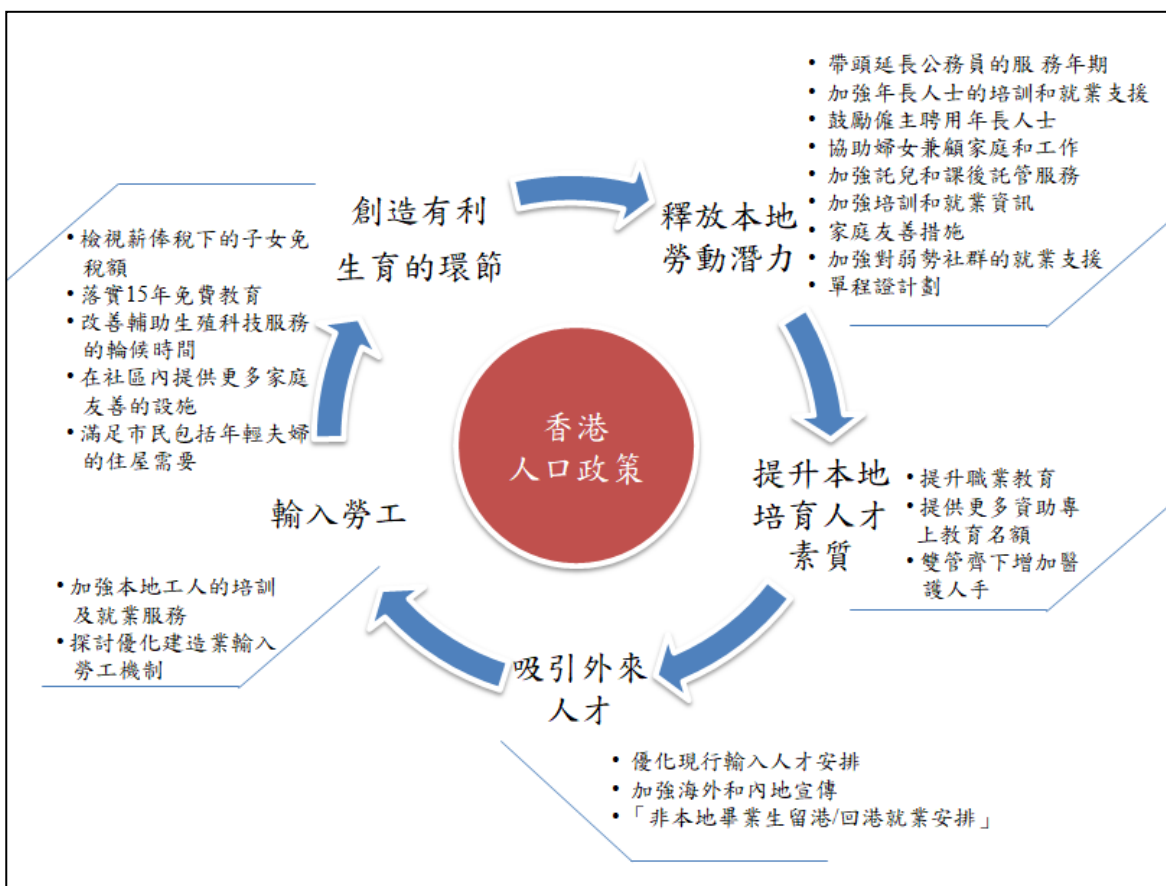 創造有利
生育的環節
• 檢視薪俸稅下的子女免
稅額
• 落實15年免費教育
• 改善輔助生殖科技服務
的輪候時間
• 在社區內提供更多家庭
友善的設施
• 滿足市民包括年輕夫婦
的住屋需要
釋放本地
勞動潛力
• 帶頭延長公務員的服 務年期
• 加強年長人士的培訓和就業支援
• 鼓勵僱主聘用年長人士
• 協助婦女兼顧家庭和工作
• 加強託兒和課後託管服務
• 加強培訓和就業資訊
• 家庭友善措施
• 加強對弱勢社群的就業支援
• 單程證計劃
香港
人口政策
提升本地
培育人才
素質
• 提升職業教育
• 提供更多資助專
上教育名額
• 雙管齊下增加醫
護人手
吸引外來
人才
• 優化現行輸入人才安排
• 加強海外和內地宣傳
• 「非本地畢業生留港/回港就業安排」
輸入勞工
• 加強本地工人的培訓
及就業服務
• 探討優化建造業輸入
勞工機制